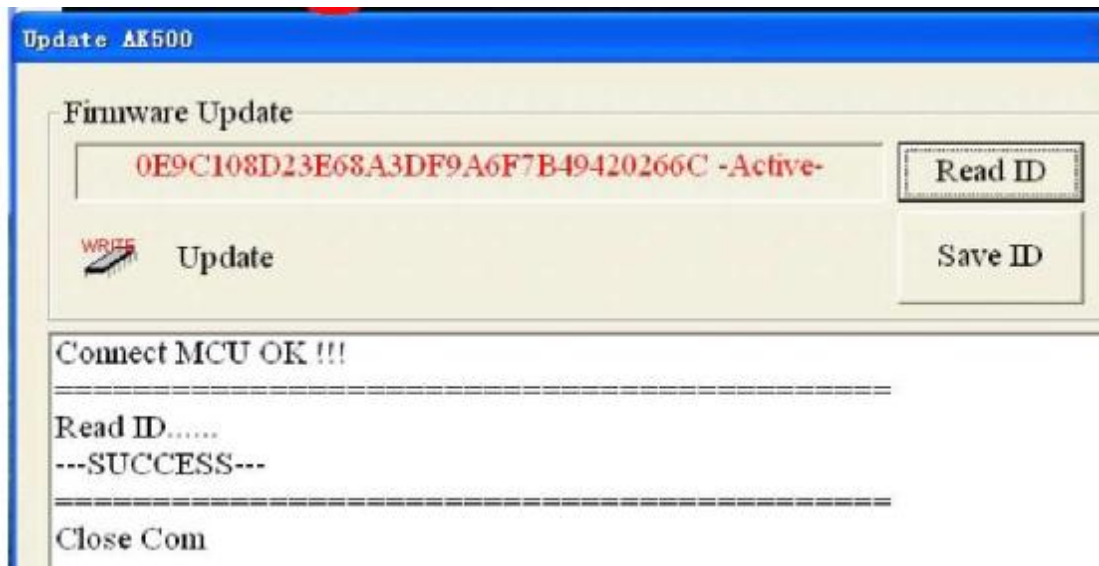 Update AK500
Firmware Update
0E9C108D23E68A3DF9A6F7B49420266C -Active-
Read ID
WRITE
Update
Save ID
Connect MCU OK !!!
===========================================
Read ID......
---SUCCESS---
===========================================
Close Com